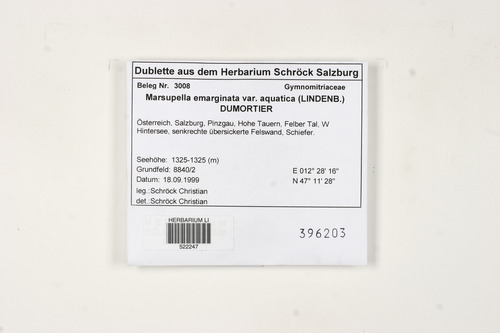 Dublette aus dem Herbarium Schröck Salzburg
Beleg Nr. 3008 Gymnomitriaceae
Marsupella emarginata var. aquatica (LINDENB.)
DUMORTIER
Österreich, Salzburg, Pinzgau, Hohe Tauern, Felber Tal, W
Hintersee, senkrechte übersickerte Felswand, Schiefer.
Seehöhe: 1325-1325 (m)
Grundfeld: 8840/2 E 012° 28' 16"
Datum: 18.09.1999 N 47° 11' 28"
leg.:Schröck Christian
det.:Schröck Christian
HERBARIUM LI
522247
396203